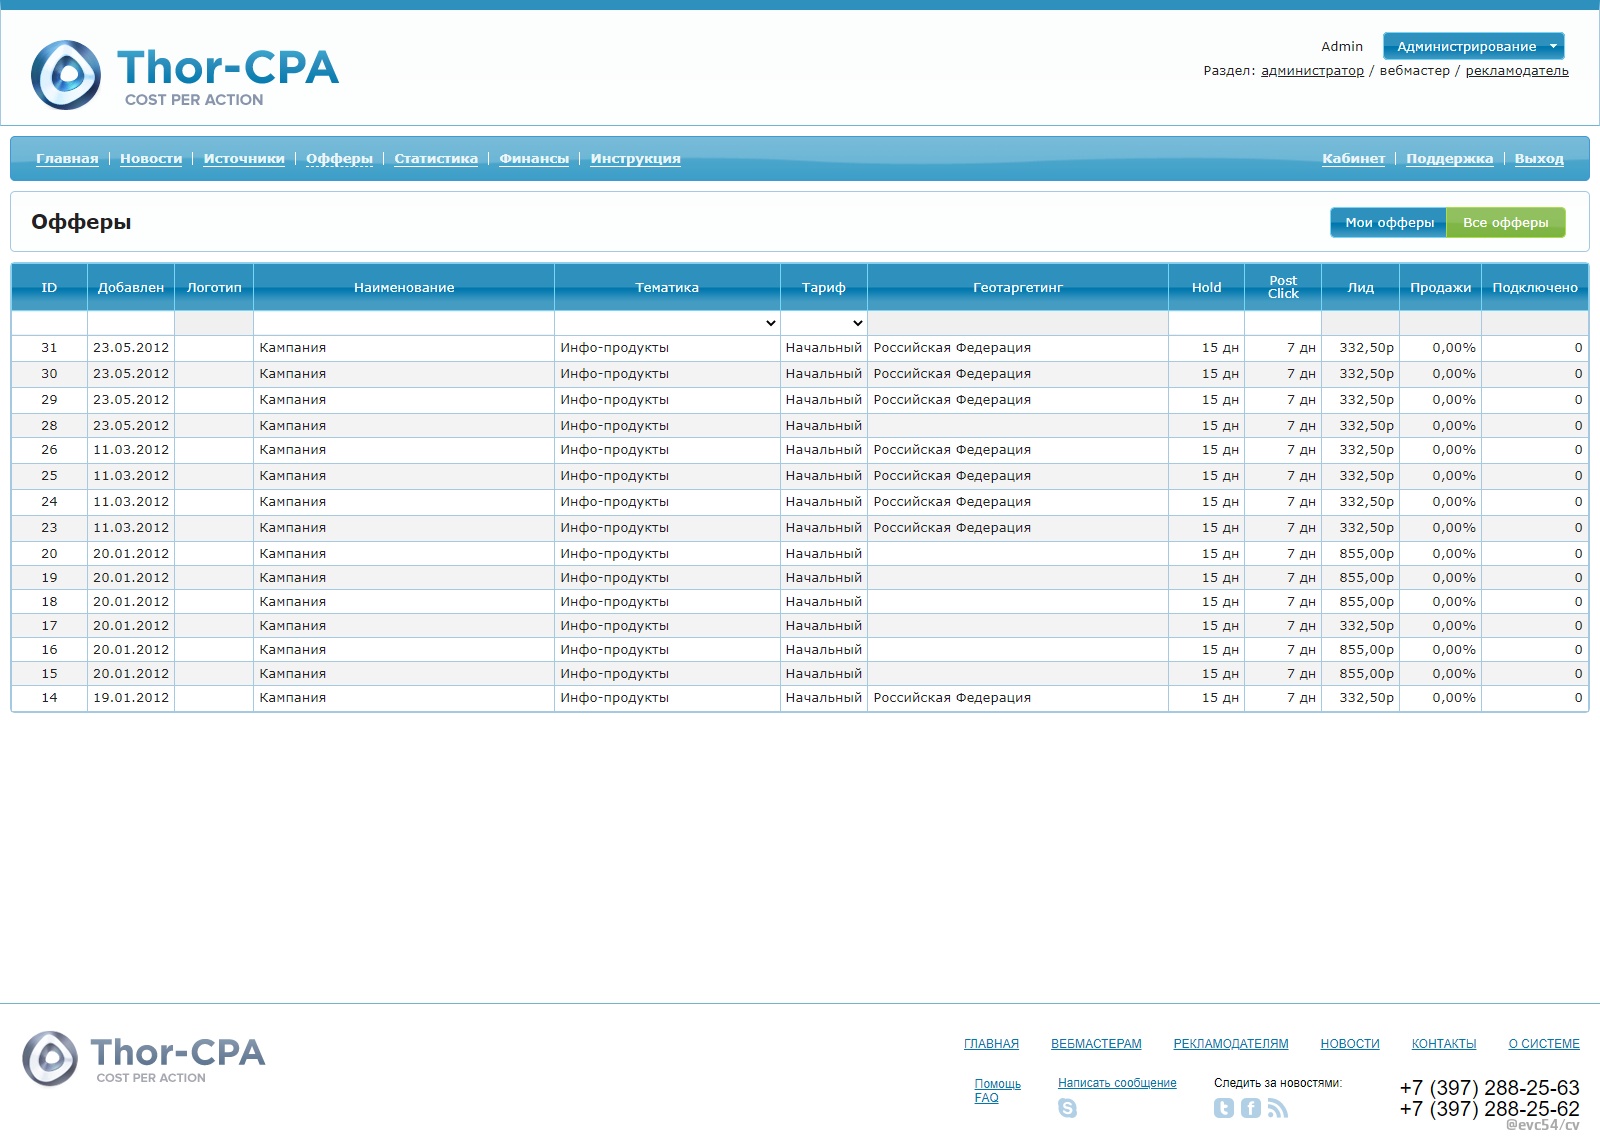 Thor-CPA
COST PER ACTION
Admin Администрирование
Раздел: администратор / вебмастер / рекламодатель
Главная Новости Источники Офферы Статистика Финансы Инструкция Кабинет Поддержка Выход
Офферы Мои офферы Все офферы
ID Добавлен Логотип Наименование Тематика Тариф Геотаргетинг Hold Post Click Лид Продажи Подключено
31 23.05.2012 Кампания Инфо-продукты Начальный Российская Федерация 15 дн 7 дн 332,50р 0,00% 0
30 23.05.2012 Кампания Инфо-продукты Начальный Российская Федерация 15 дн 7 дн 332,50р 0,00% 0
29 23.05.2012 Кампания Инфо-продукты Начальный Российская Федерация 15 дн 7 дн 332,50р 0,00% 0
28 23.05.2012 Кампания Инфо-продукты Начальный 15 дн 7 дн 332,50р 0,00% 0
26 11.03.2012 Кампания Инфо-продукты Начальный Российская Федерация 15 дн 7 дн 332,50р 0,00% 0
25 11.03.2012 Кампания Инфо-продукты Начальный Российская Федерация 15 дн 7 дн 332,50р 0,00% 0
24 11.03.2012 Кампания Инфо-продукты Начальный Российская Федерация 15 дн 7 дн 332,50р 0,00% 0
23 11.03.2012 Кампания Инфо-продукты Начальный Российская Федерация 15 дн 7 дн 332,50р 0,00% 0
20 20.01.2012 Кампания Инфо-продукты Начальный 15 дн 7 дн 855,00р 0,00% 0
19 20.01.2012 Кампания Инфо-продукты Начальный 15 дн 7 дн 855,00р 0,00% 0
18 20.01.2012 Кампания Инфо-продукты Начальный 15 дн 7 дн 855,00р 0,00% 0
17 20.01.2012 Кампания Инфо-продукты Начальный 15 дн 7 дн 332,50р 0,00% 0
16 20.01.2012 Кампания Инфо-продукты Начальный 15 дн 7 дн 855,00р 0,00% 0
15 20.01.2012 Кампания Инфо-продукты Начальный 15 дн 7 дн 855,00р 0,00% 0
14 19.01.2012 Кампания Инфо-продукты Начальный Российская Федерация 15 дн 7 дн 332,50р 0,00% 0
Thor-CPA
COST PER ACTION
ГЛАВНАЯ ВЕБМАСТЕРАМ РЕКЛАМОДАТЕЛЯМ НОВОСТИ КОНТАКТЫ О СИСТЕМЕ
Помощь Написать сообщение Следить за новостями: +7 (397) 288-25-63
FAQ +7 (397) 288-25-62
@evc54/cv